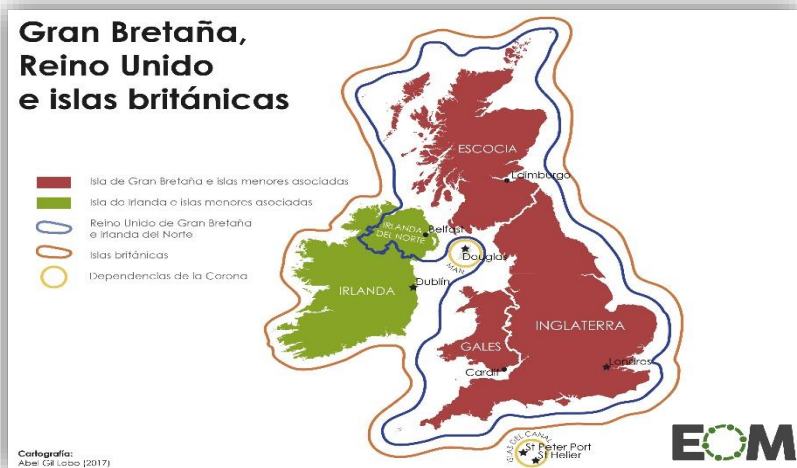 Gran Bretaña,
Reino Unido
e islas británicas
Isla de Gran Bretaña e islas menores asociadas
Isla de Irlanda e islas menores asociadas
Reino Unido de Gran Bretaña
e Irlanda del Norte
Islas británicas
Dependencias de la Corona
ESCOCIA
IRLANDA
DEL NORTE
Belfast
MAN
Douglas
Dublín
IRLANDA
INGLATERRA
GALES
Cardif
Londres
ISLAS DEL CANAL
St Peter Port
St Helier
Cartografía:
Abel Gil Lobo (2017)
EOM